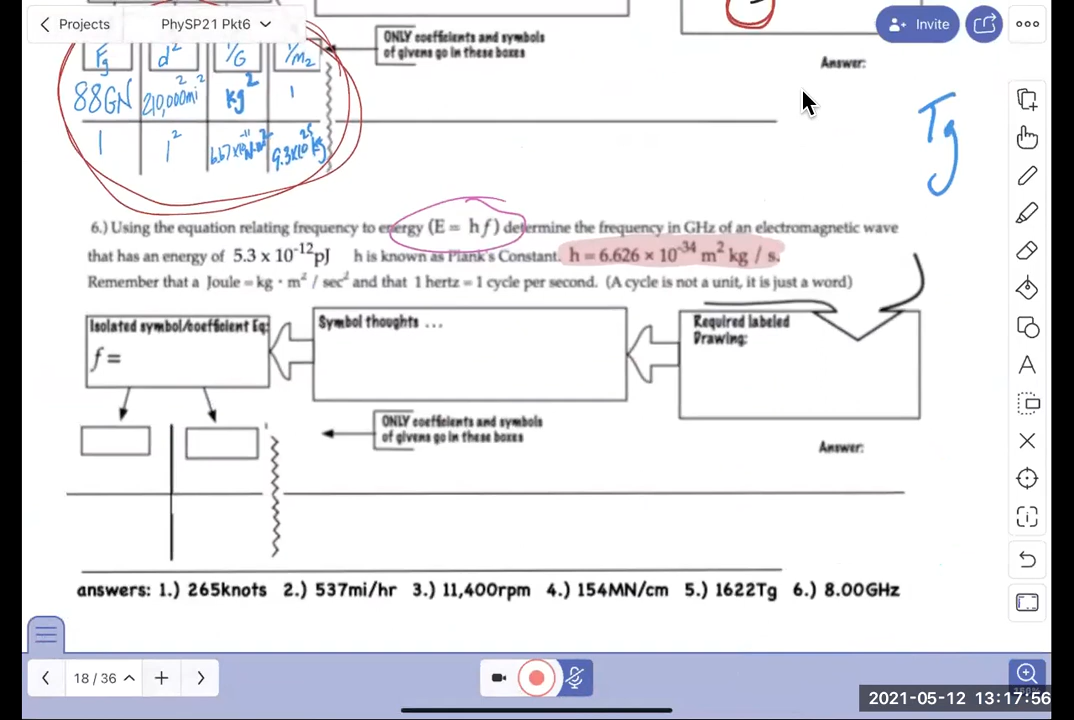 Projects
PhySP21 Pkt6
Invite
ONLY coefficients and symbols
of givens go in these boxes
Answer:
Fg d² 1/G 1/M₂
88GN 210,000²mi² kg² 1
1 1² 9.3x10²⁵kg
Tg
6.) Using the equation relating frequency to energy (E = hf) determine the frequency in GHz of an electromagnetic wave
that has an energy of 5.3 x 10⁻¹²pJ h is known as Plank's Constant. h = 6.626 × 10⁻³⁴ m² kg / s.
Remember that a Joule = kg · m² / sec² and that 1 hertz = 1 cycle per second. (A cycle is not a unit, it is just a word)
Isolated symbol/coefficient Eq:
f =
Symbol thoughts ...
Required labeled
Drawing:
ONLY coefficients and symbols
of givens go in these boxes
Answer:
answers: 1.) 265knots 2.) 537mi/hr 3.) 11,400rpm 4.) 154MN/cm 5.) 1622Tg 6.) 8.00GHz
18 / 36
2021-05-12 13:17:56